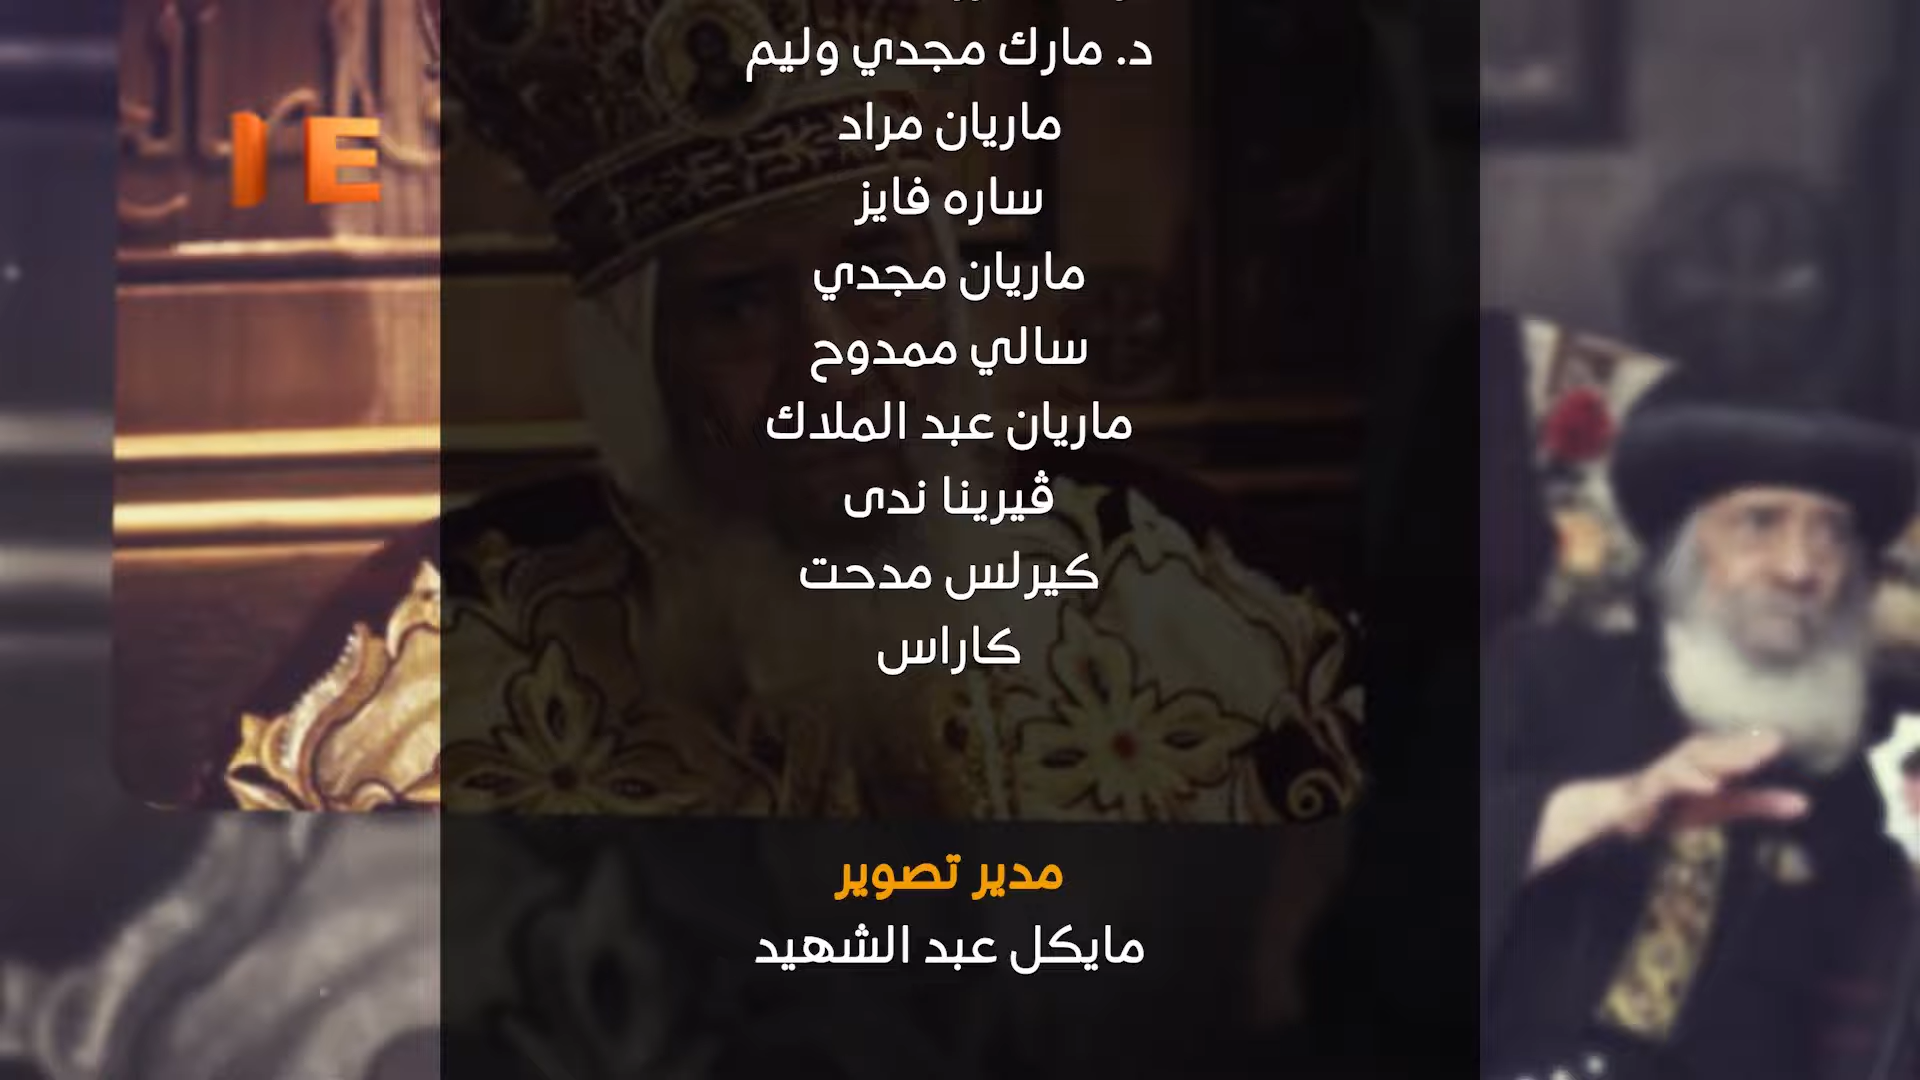 IE
د. مارك مجدي وليم
ماريان مراد
ساره فايز
ماريان مجدي
سالي ممدوح
ماريان عبد الملاك
ڤيرينا ندى
كيرلس مدحت
كاراس
مدير تصوير
مايكل عبد الشهيد